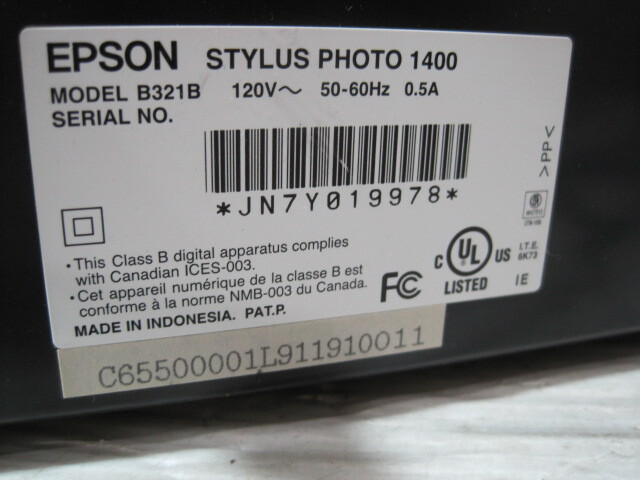 EPSON STYLUS PHOTO 1400
MODEL B321B 120V～ 50-60Hz 0.5A
SERIAL NO.
*JN7Y019978*
>PP<
•This Class B digital apparatus complies
with Canadian ICES-003.
•Cet appareil numérique de la classe B est
conforme à la norme NMB-003 du Canada.
MADE IN INDONESIA. PAT.P.
FC
C UL US
LISTED
I.T.E.
6K73
IE
C65500001L911910011